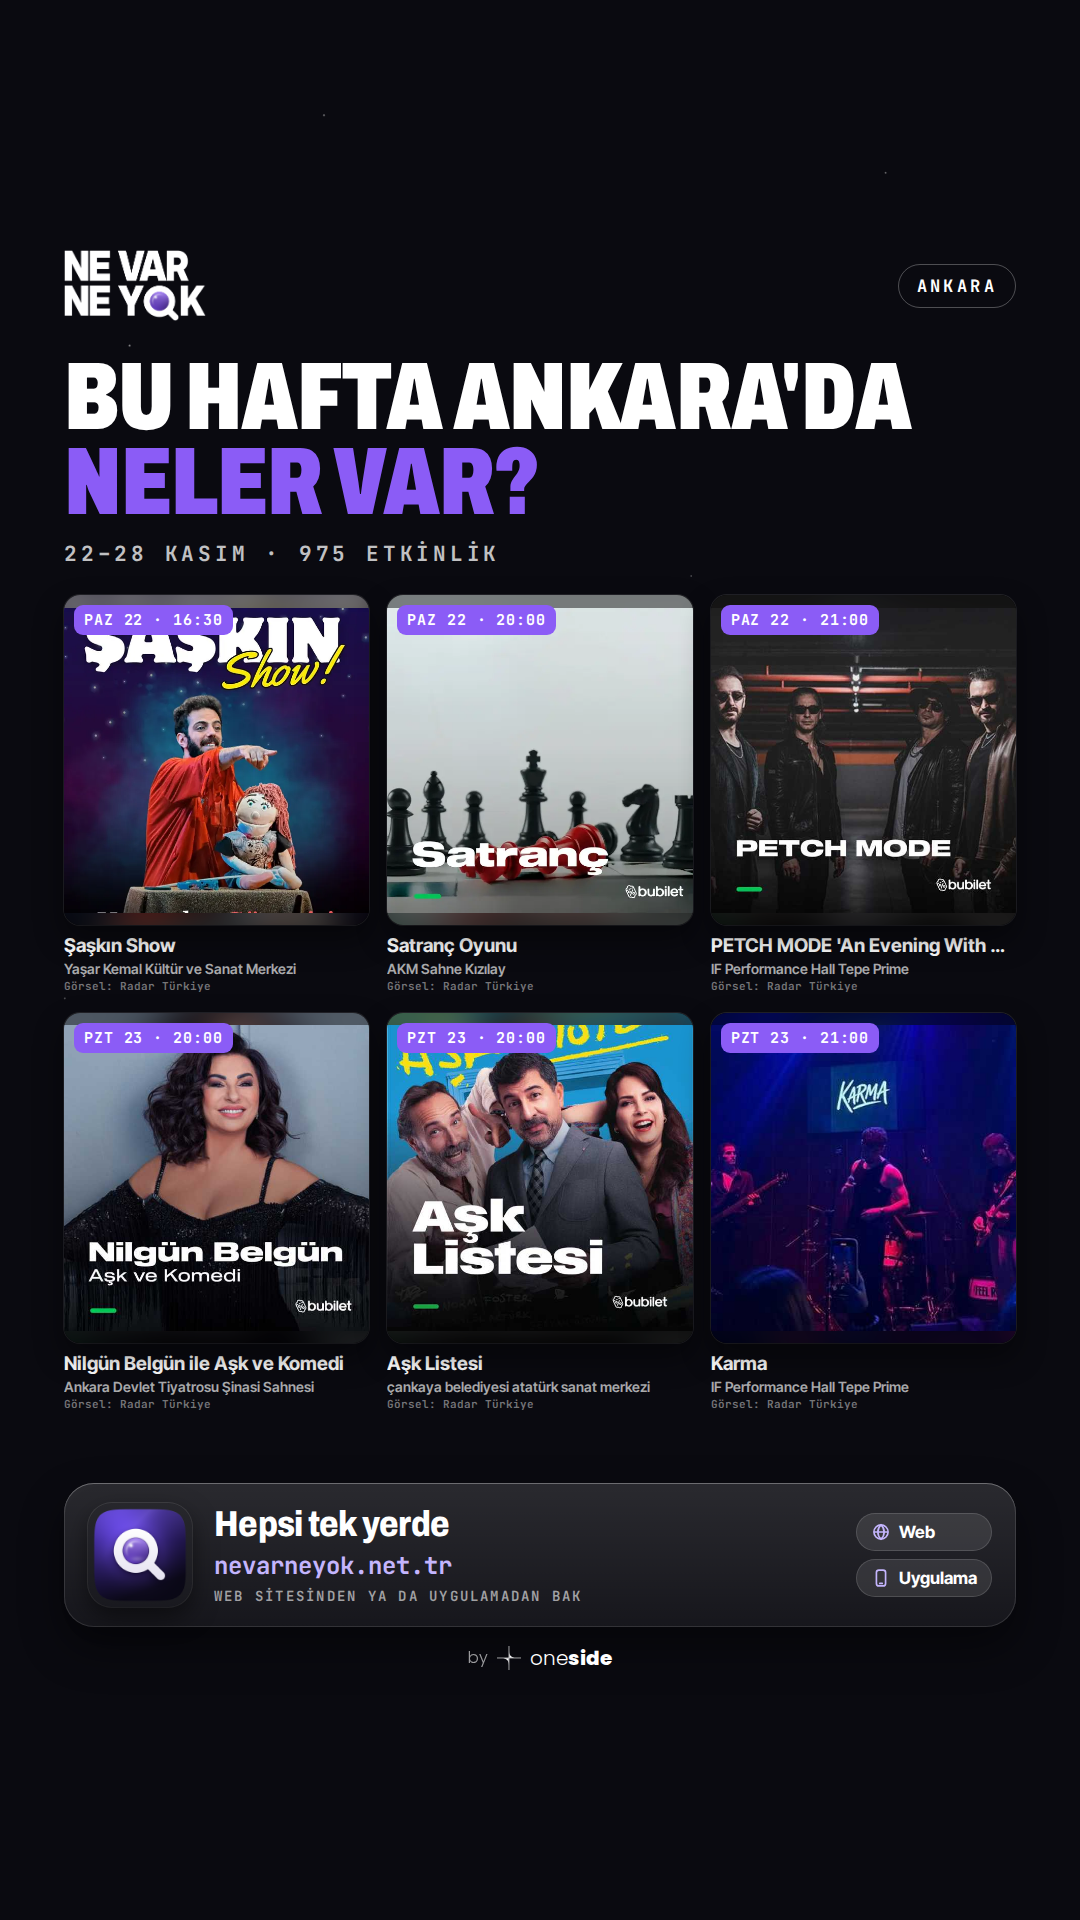 NE VAR
NE YOK
ANKARA
BU HAFTA ANKARA'DA
NELER VAR?
22–28 KASIM · 975 ETKİNLİK
PAZ 22 · 16:30
ŞAŞKIN
Show!
PAZ 22 · 20:00
Satranç
bubilet
PAZ 22 · 21:00
PETCH MODE
bubilet
Şaşkın Show
Yaşar Kemal Kültür ve Sanat Merkezi
Görsel: Radar Türkiye
Satranç Oyunu
AKM Sahne Kızılay
Görsel: Radar Türkiye
PETCH MODE 'An Evening With ...
IF Performance Hall Tepe Prime
Görsel: Radar Türkiye
PZT 23 · 20:00
Nilgün Belgün
Aşk ve Komedi
bubilet
PZT 23 · 20:00
Aşk
Listesi
bubilet
PZT 23 · 21:00
KARMA
Nilgün Belgün ile Aşk ve Komedi
Ankara Devlet Tiyatrosu Şinasi Sahnesi
Görsel: Radar Türkiye
Aşk Listesi
çankaya belediyesi atatürk sanat merkezi
Görsel: Radar Türkiye
Karma
IF Performance Hall Tepe Prime
Görsel: Radar Türkiye
Hepsi tek yerde
nevarneyok.net.tr
WEB SİTESİNDEN YA DA UYGULAMADAN BAK
Web
Uygulama
by oneside